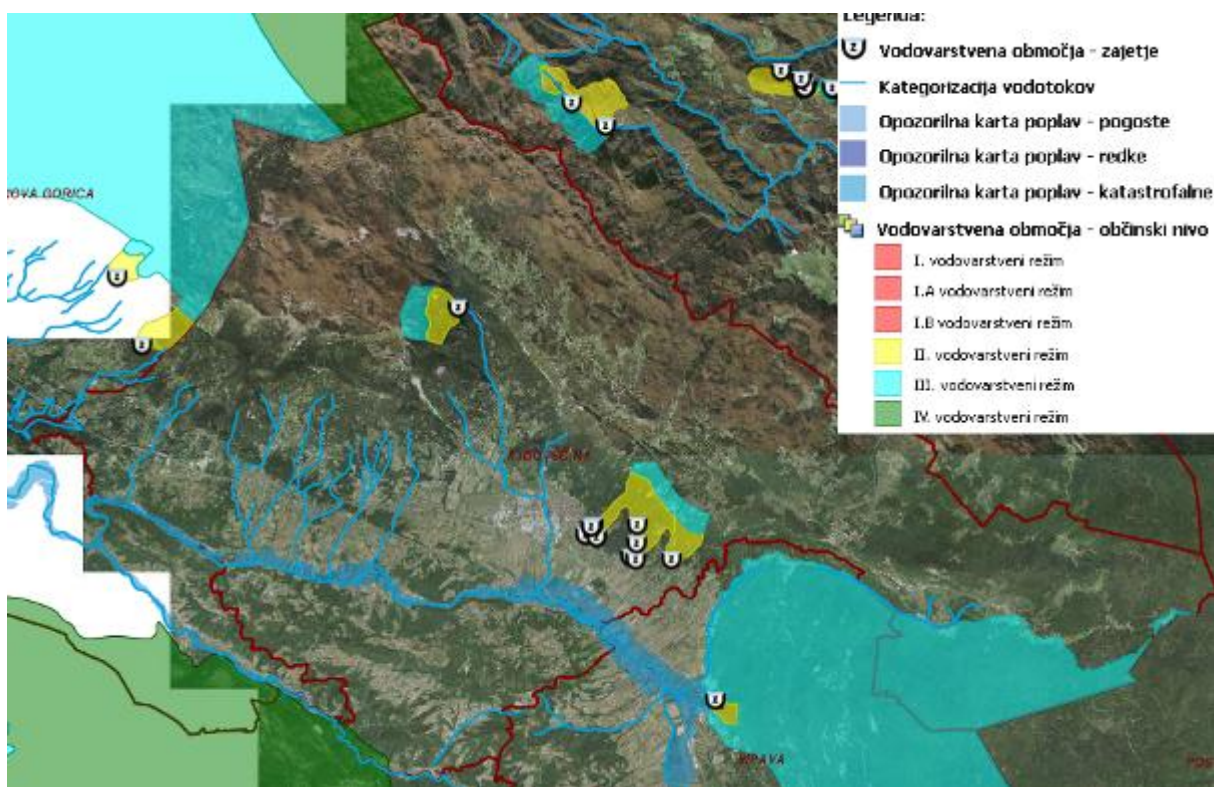 Legenda:
Vodovarstvena območja - zajetje
Kategorizacija vodotokov
Opozorilna karta poplav - pogoste
Opozorilna karta poplav - redke
Opozorilna karta poplav - katastrofalne
Vodovarstvena območja - občinski nivo
I. vodovarstveni režim
I.A vodovarstveni režim
I.B vodovarstveni režim
II. vodovarstveni režim
III. vodovarstveni režim
IV. vodovarstveni režim
OVA GORICA
VIPAVA
POS